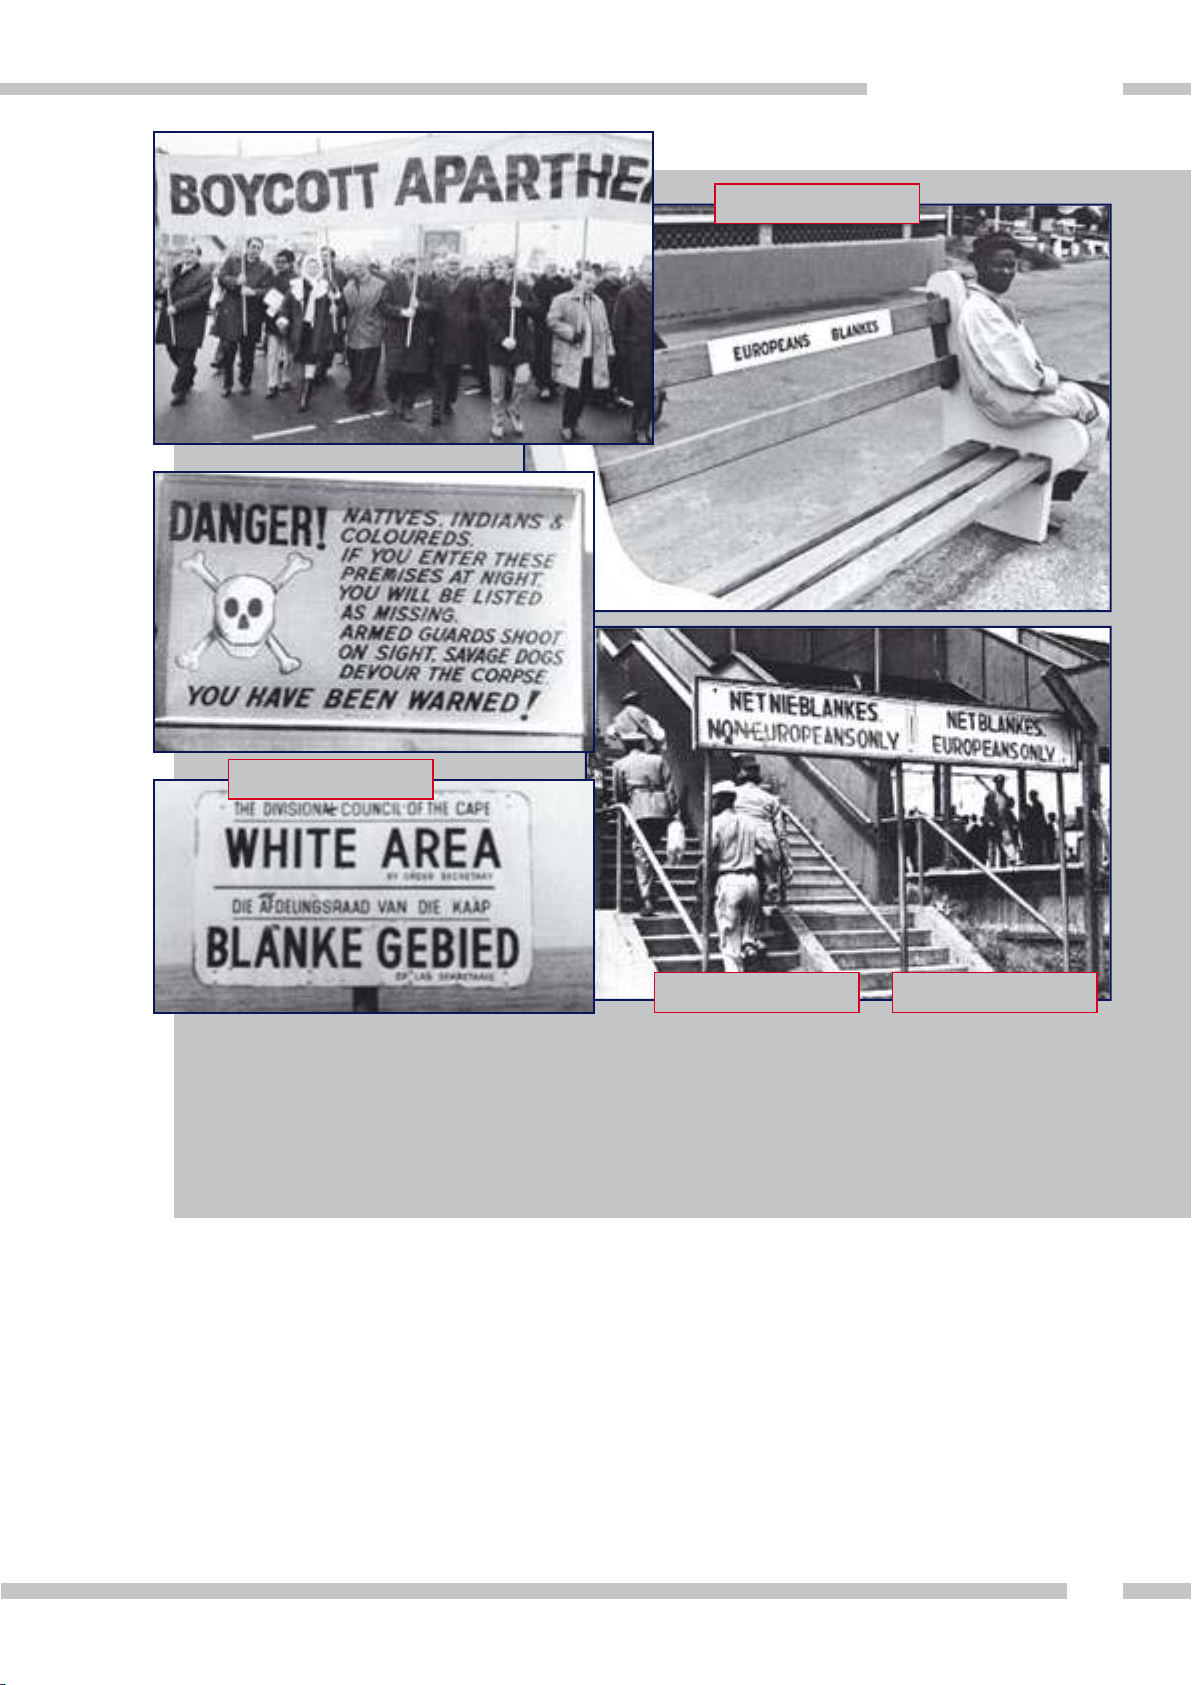 BOYCOTT APARTHE
EUROPEANS BLANKES
DANGER!
NATIVES, INDIANS &
COLOUREDS.
IF YOU ENTER THESE
PREMISES AT NIGHT.
YOU WILL BE LISTED
AS MISSING.
ARMED GUARDS SHOOT
ON SIGHT. SAVAGE DOGS
DEVOUR THE CORPSE.
YOU HAVE BEEN WARNED!
NET NIE BLANKES.
NON-EUROPEANS ONLY
NET BLANKES.
EUROPEANS ONLY
THE DIVISIONAL COUNCIL OF THE CAPE
WHITE AREA
BY ORDER SECRETARY
DIE AFDELINGSRAAD VAN DIE KAAP
BLANKE GEBIED
OP LAS SEKRETARIS